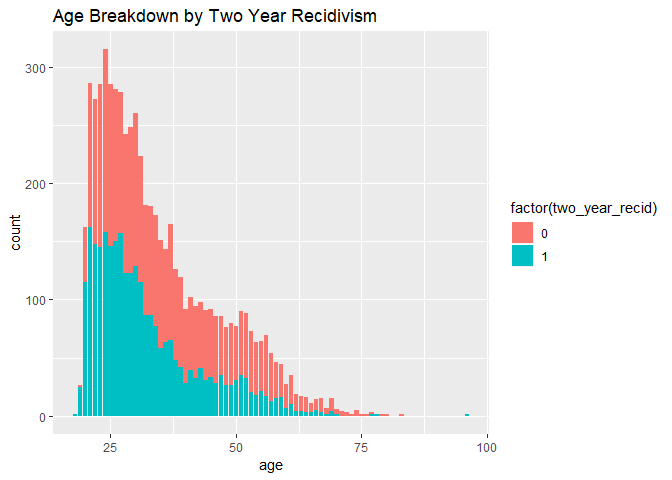 Age Breakdown by Two Year Recidivism
300
200
100
0
count
25
50
75
100
age
factor(two_year_recid)
0
1